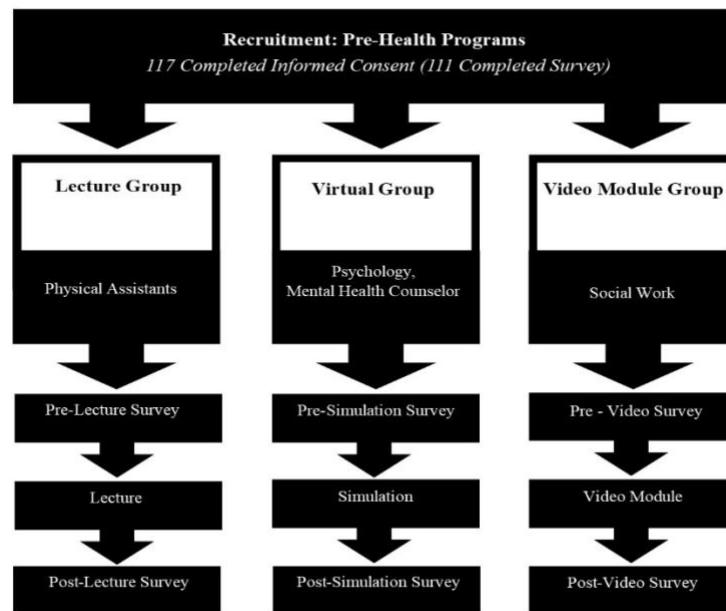 Recruitment: Pre-Health Programs
117 Completed Informed Consent (111 Completed Survey)
Lecture Group
Physical Assistants
Pre-Lecture Survey
Lecture
Post-Lecture Survey
Virtual Group
Psychology,
Mental Health Counselor
Pre-Simulation Survey
Simulation
Post-Simulation Survey
Video Module Group
Social Work
Pre - Video Survey
Video Module
Post-Video Survey